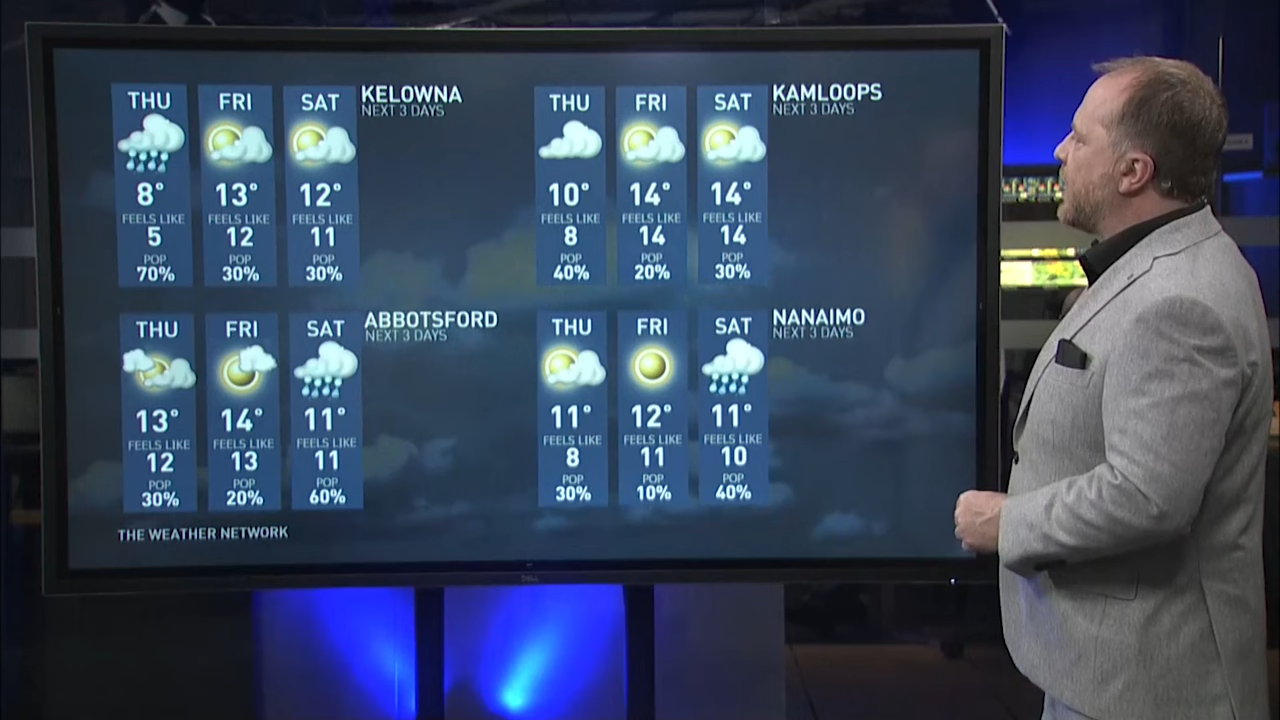 KELOWNA
NEXT 3 DAYS
THU FRI SAT
8° 13° 12°
FEELS LIKE FEELS LIKE FEELS LIKE
5 12 11
POP POP POP
70% 30% 30%
KAMLOOPS
NEXT 3 DAYS
THU FRI SAT
10° 14° 14°
FEELS LIKE FEELS LIKE FEELS LIKE
8 14 14
POP POP POP
40% 20% 30%
ABBOTSFORD
NEXT 3 DAYS
THU FRI SAT
13° 14° 11°
FEELS LIKE FEELS LIKE FEELS LIKE
12 13 11
POP POP POP
30% 20% 60%
NANAIMO
NEXT 3 DAYS
THU FRI SAT
11° 12° 11°
FEELS LIKE FEELS LIKE FEELS LIKE
8 11 10
POP POP POP
30% 10% 40%
THE WEATHER NETWORK
DELL